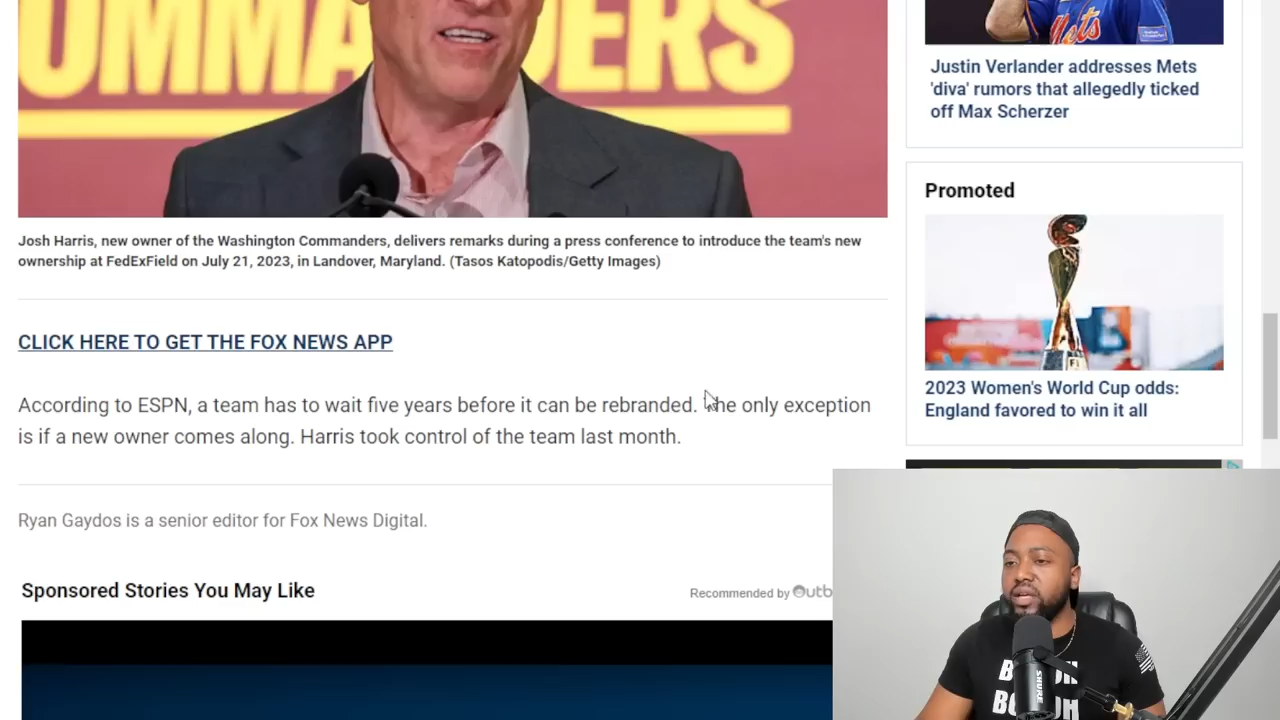 OMMANDERS
Josh Harris, new owner of the Washington Commanders, delivers remarks during a press conference to introduce the team's new
ownership at FedExField on July 21, 2023, in Landover, Maryland. (Tasos Katopodis/Getty Images)
CLICK HERE TO GET THE FOX NEWS APP
According to ESPN, a team has to wait five years before it can be rebranded. The only exception
is if a new owner comes along. Harris took control of the team last month.
Ryan Gaydos is a senior editor for Fox News Digital.
Sponsored Stories You May Like
Recommended by Outb
Mets
Justin Verlander addresses Mets
'diva' rumors that allegedly ticked
off Max Scherzer
Promoted
2023 Women's World Cup odds:
England favored to win it all
SHURE